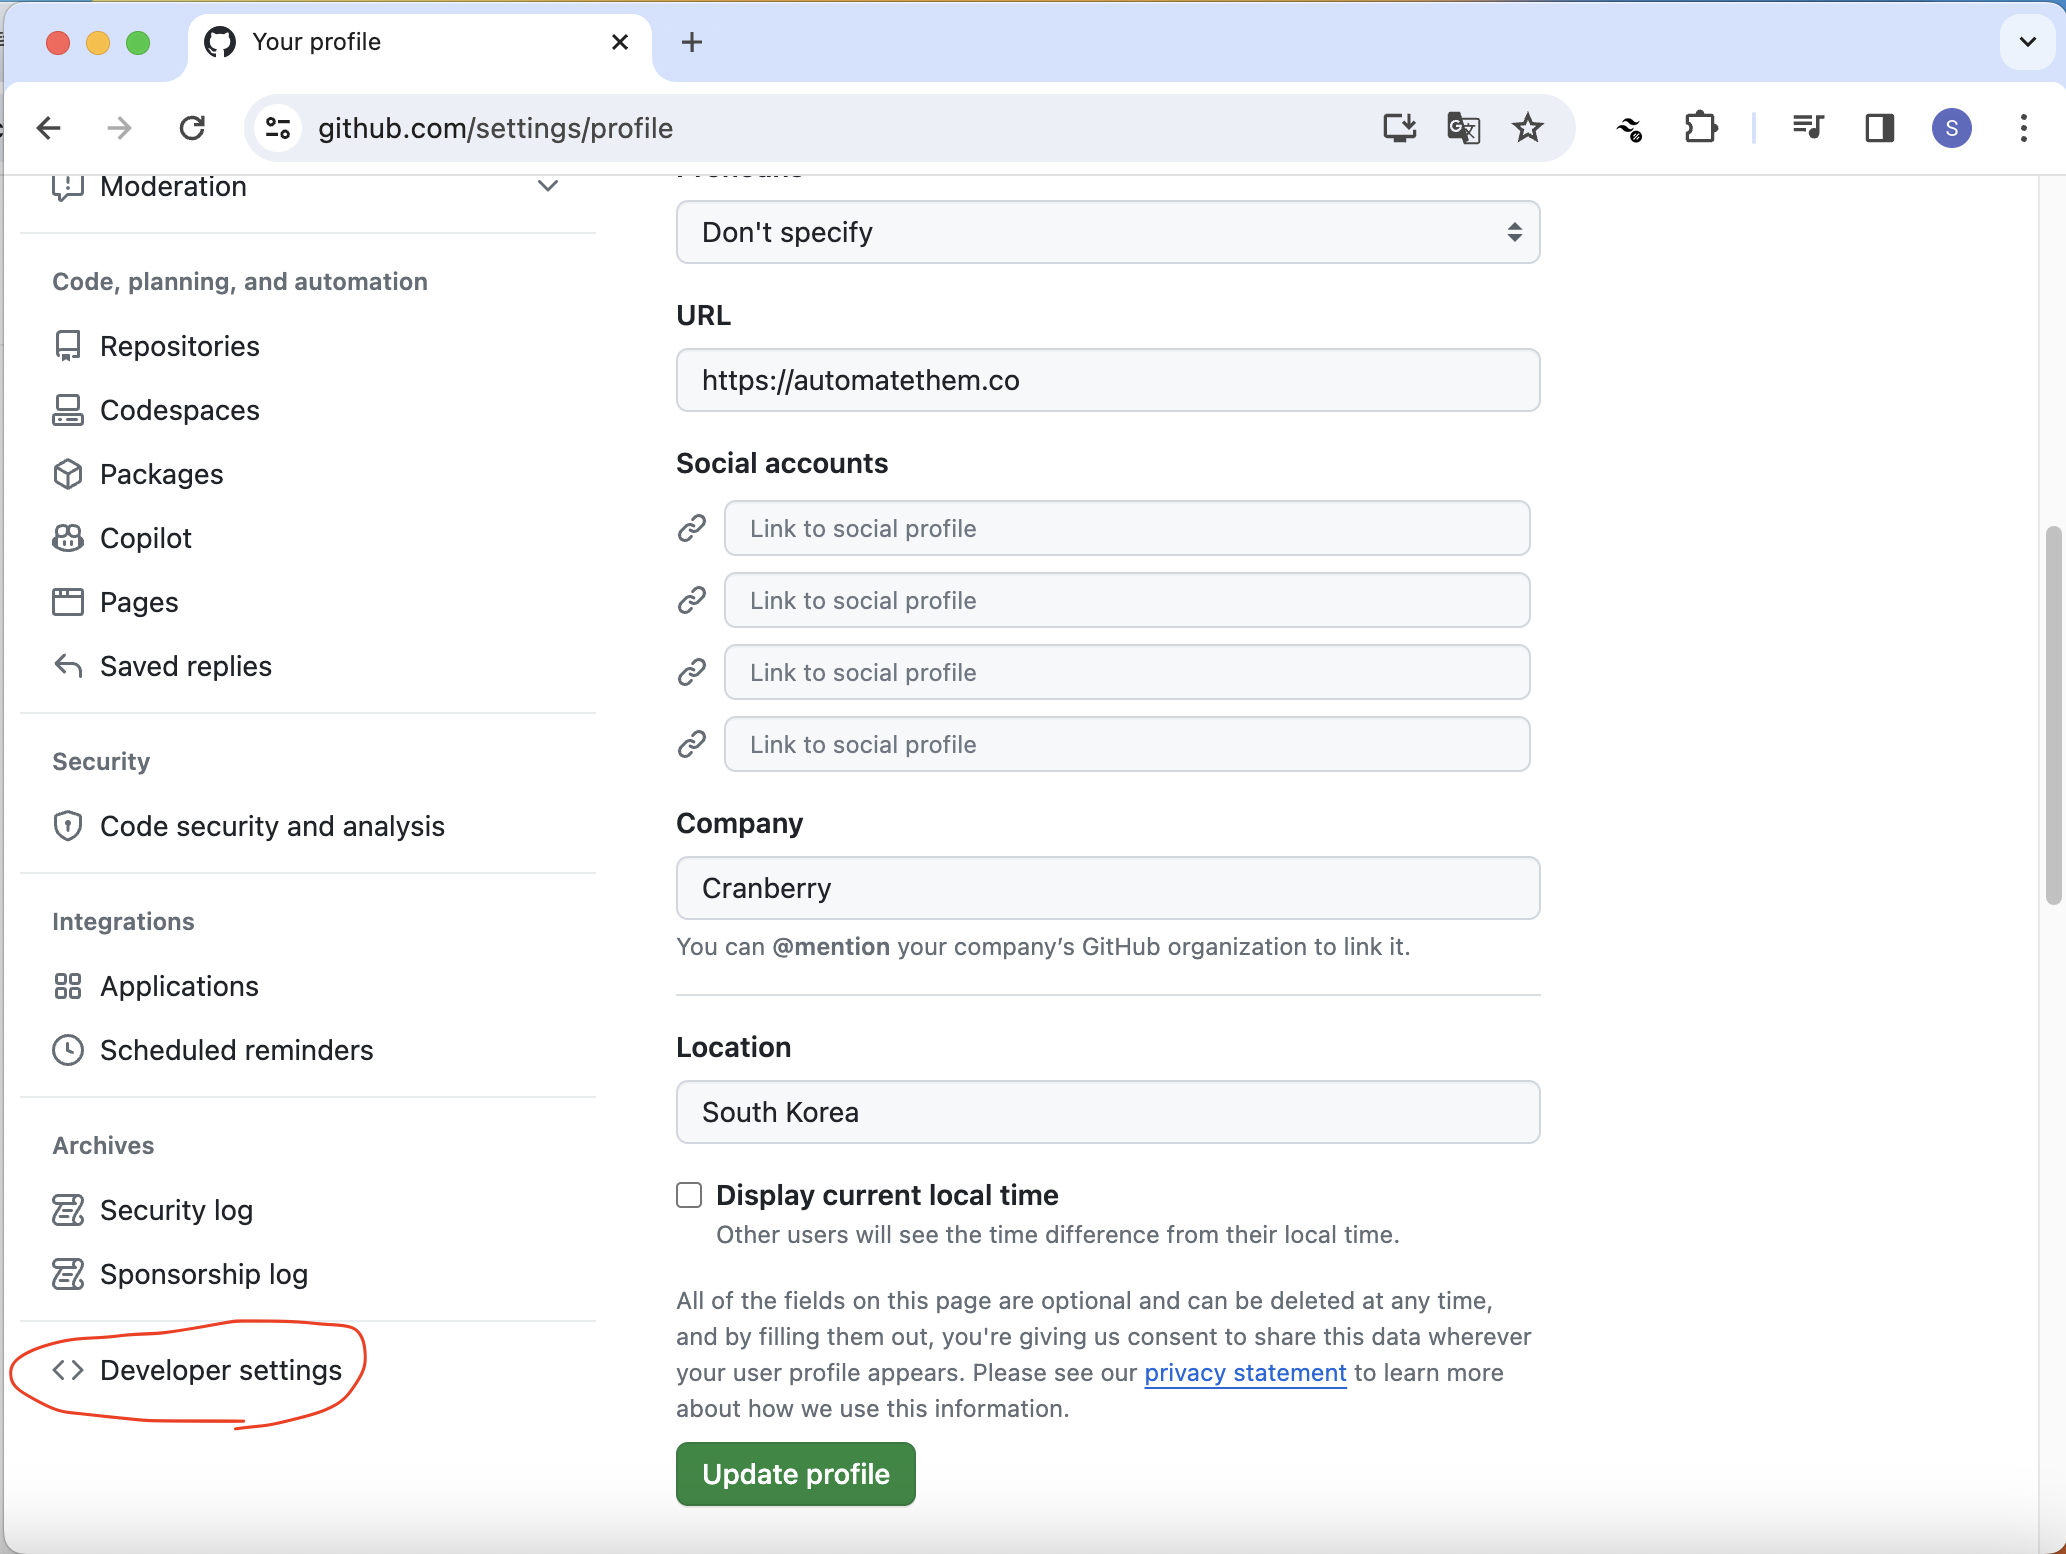 Your profile
github.com/settings/profile
S
Moderation
Code, planning, and automation
Repositories
Codespaces
Packages
Copilot
Pages
Saved replies
Security
Code security and analysis
Integrations
Applications
Scheduled reminders
Archives
Security log
Sponsorship log
Developer settings
Don't specify
URL
https://automatethem.co
Social accounts
Link to social profile
Link to social profile
Link to social profile
Link to social profile
Company
Cranberry
You can @mention your company’s GitHub organization to link it.
Location
South Korea
Display current local time
Other users will see the time difference from their local time.
All of the fields on this page are optional and can be deleted at any time,
and by filling them out, you're giving us consent to share this data wherever
your user profile appears. Please see our privacy statement to learn more
about how we use this information.
Update profile